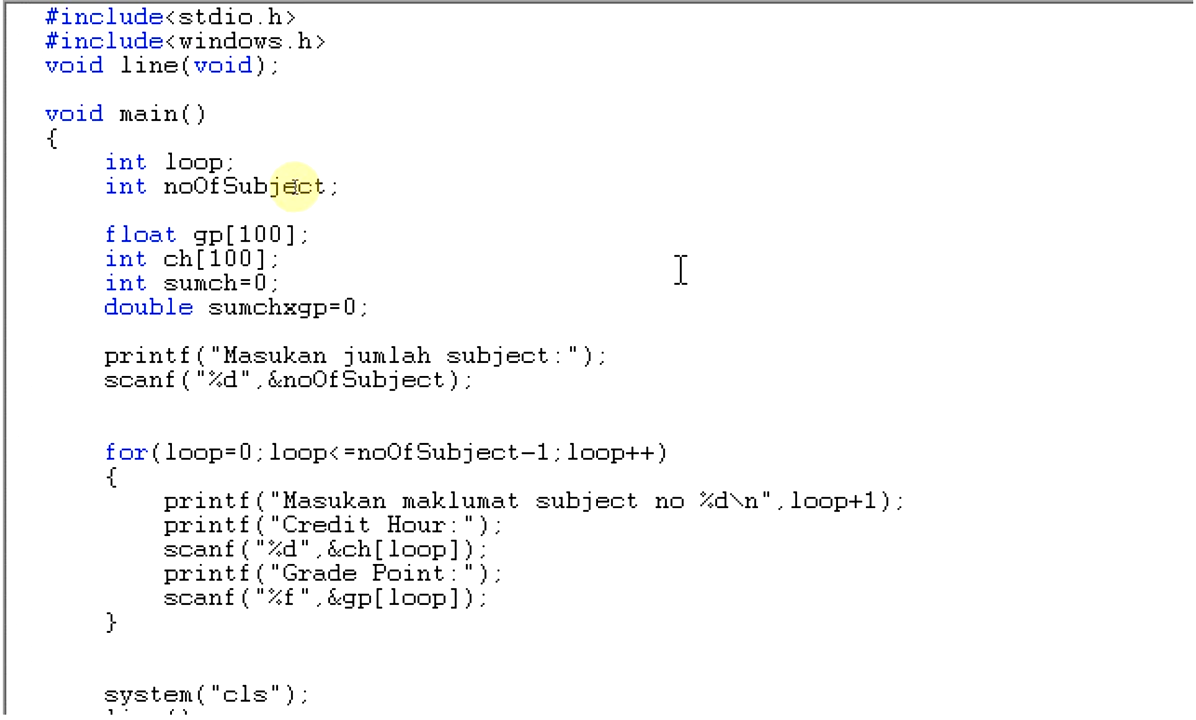 #include<stdio.h>
#include<windows.h>
void line(void);
void main()
{
int loop;
int noOfSubject;
float gp[100];
int ch[100];
int sumch=0;
double sumchxgp=0;
printf("Masukan jumlah subject:");
scanf("%d",&noOfSubject);
for(loop=0;loop<=noOfSubject-1;loop++)
{
printf("Masukan maklumat subject no %d\n",loop+1);
printf("Credit Hour:");
scanf("%d",&ch[loop]);
printf("Grade Point:");
scanf("%f",&gp[loop]);
}
system("cls");